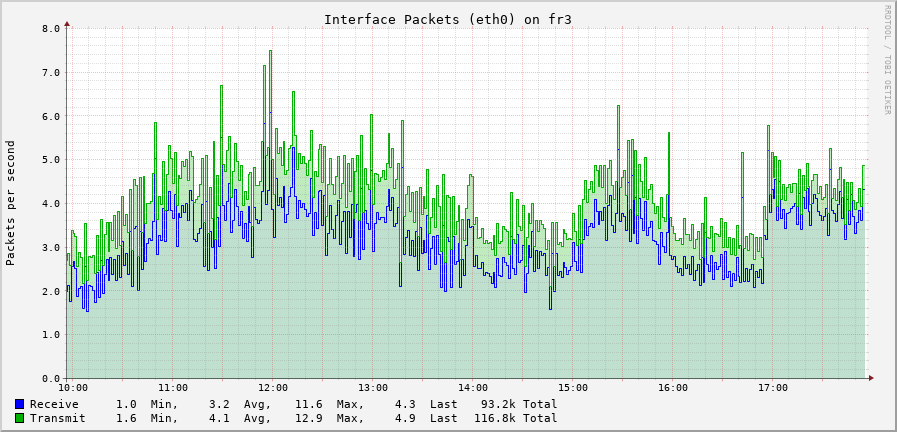 Interface Packets (eth0) on fr3
RRDTOOL / TOBI OETIKER
Packets per second
8.0
7.0
6.0
5.0
4.0
3.0
2.0
1.0
0.0
10:00 11:00 12:00 13:00 14:00 15:00 16:00 17:00
Receive 1.0 Min, 3.2 Avg, 11.6 Max, 4.3 Last 93.2k Total
Transmit 1.6 Min, 4.1 Avg, 12.9 Max, 4.9 Last 116.8k Total